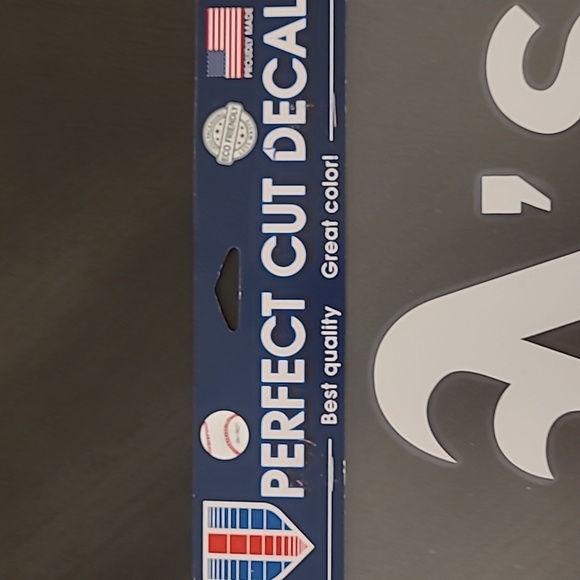 PROUDLY MADE
ECO FRIENDLY
PERFECT CUT DECAL
Best quality Great color!
A's